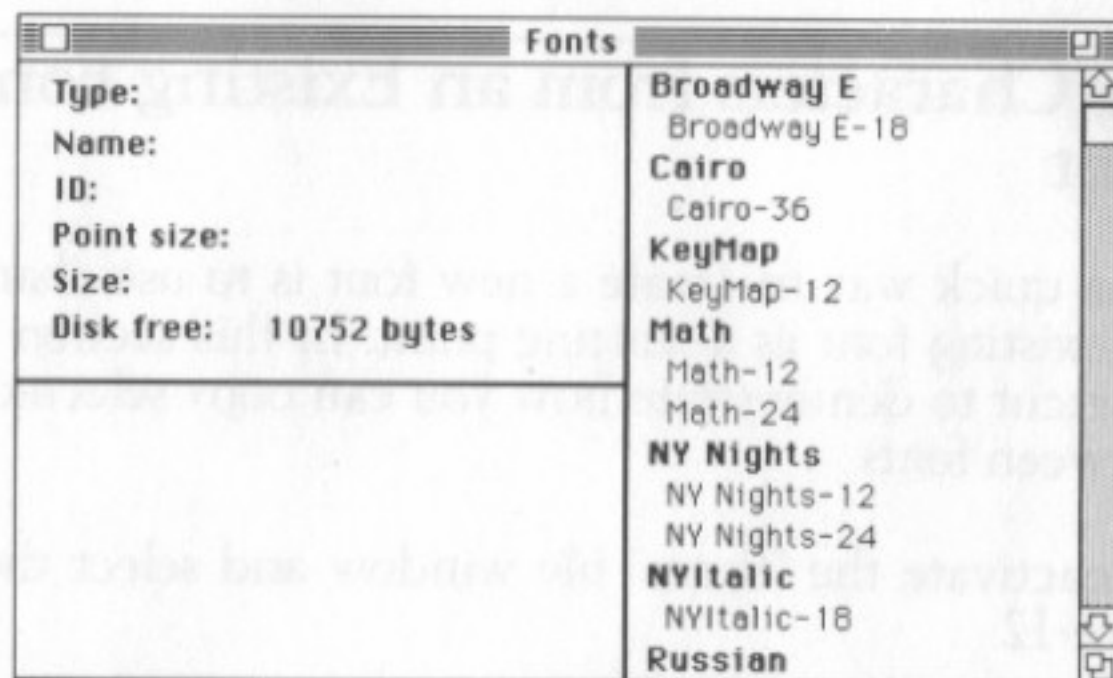 Fonts
Type:
Name:
ID:
Point size:
Size:
Disk free: 10752 bytes
Broadway E
Broadway E-18
Cairo
Cairo-36
KeyMap
KeyMap-12
Math
Math-12
Math-24
NY Nights
NY Nights-12
NY Nights-24
NYItalic
NYItalic-18
Russian